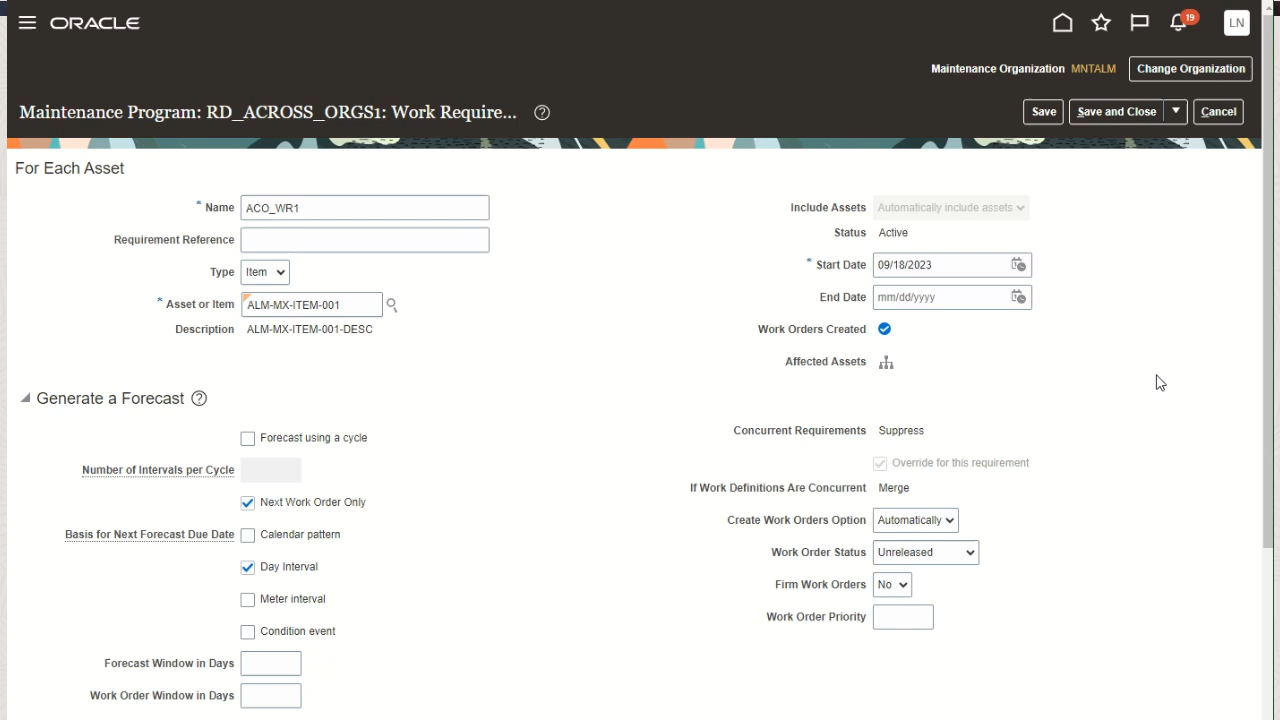 ORACLE
19
LN
Maintenance Organization MNTALM Change Organization
Maintenance Program: RD_ACROSS_ORGS1: Work Require... ?
Save Save and Close Cancel
For Each Asset
* Name ACO_WR1
Requirement Reference
Type Item
* Asset or Item ALM-MX-ITEM-001
Description ALM-MX-ITEM-001-DESC
Include Assets Automatically include assets
Status Active
* Start Date 09/18/2023
End Date mm/dd/yyyy
Work Orders Created
Affected Assets
Generate a Forecast ?
Forecast using a cycle
Number of Intervals per Cycle
Next Work Order Only
Basis for Next Forecast Due Date Calendar pattern
Day Interval
Meter interval
Condition event
Forecast Window in Days
Work Order Window in Days
Concurrent Requirements Suppress
Override for this requirement
If Work Definitions Are Concurrent Merge
Create Work Orders Option Automatically
Work Order Status Unreleased
Firm Work Orders No
Work Order Priority